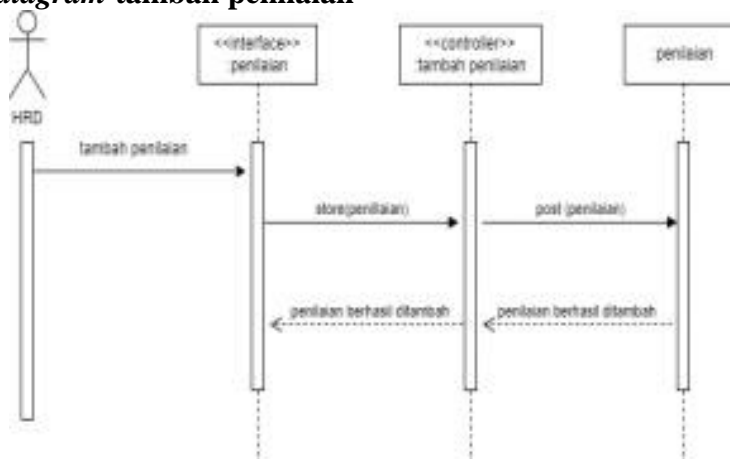 diagram tambah penilaian
<<interface>>
penilaian
<<controller>>
tambah penilaian
penilaian
HRD
tambah penilaian
store(penilaian)
post (penilaian)
penilaian berhasil ditambah
penilaian berhasil ditambah